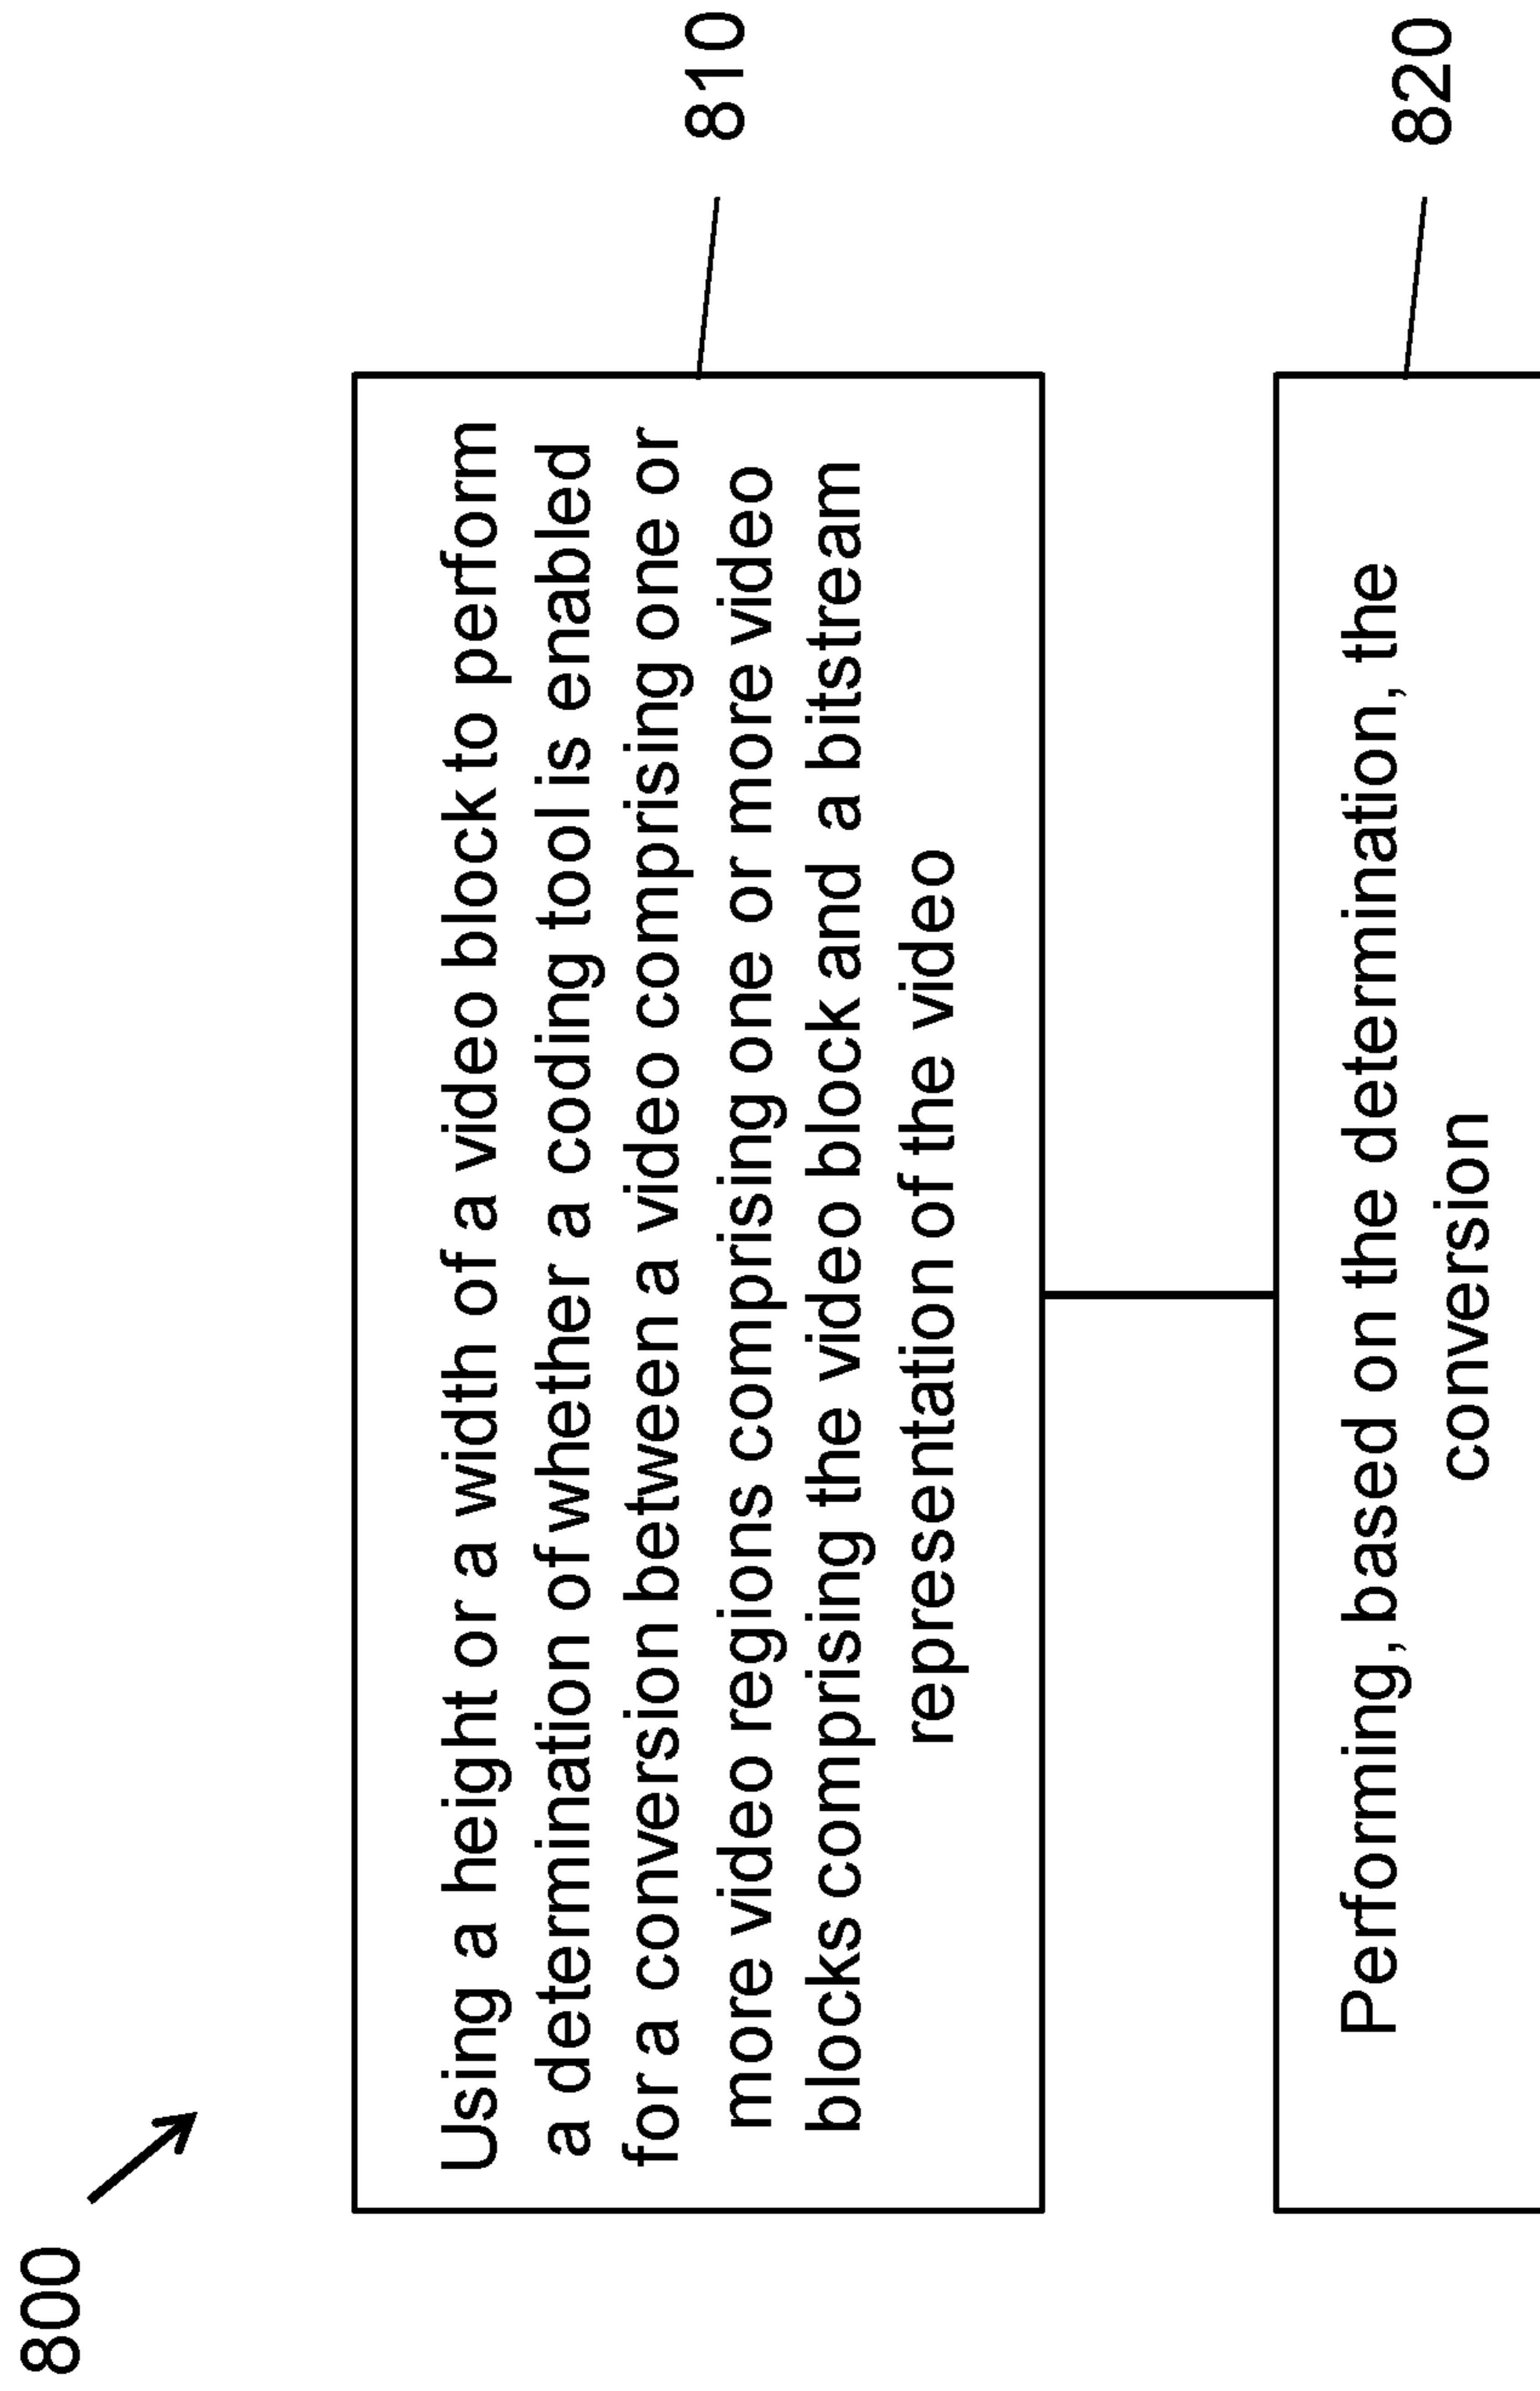 800
Using a height or a width of a video block to perform
a determination of whether a coding tool is enabled
for a conversion between a video comprising one or
more video regions comprising one or more video
blocks comprising the video block and a bitstream
representation of the video
810
Performing, based on the determination, the
conversion
820